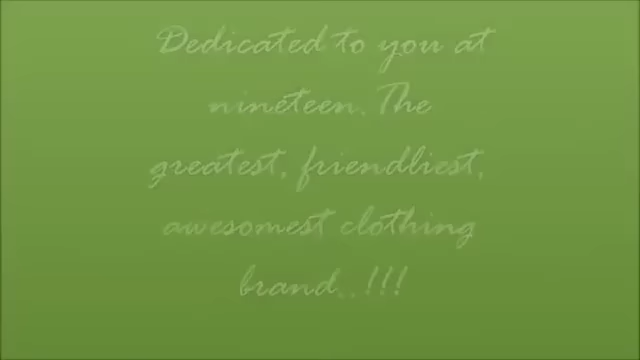 Dedicated to you at
nineteen. The
greatest, friendliest,
awesomest clothing
brand..!!!